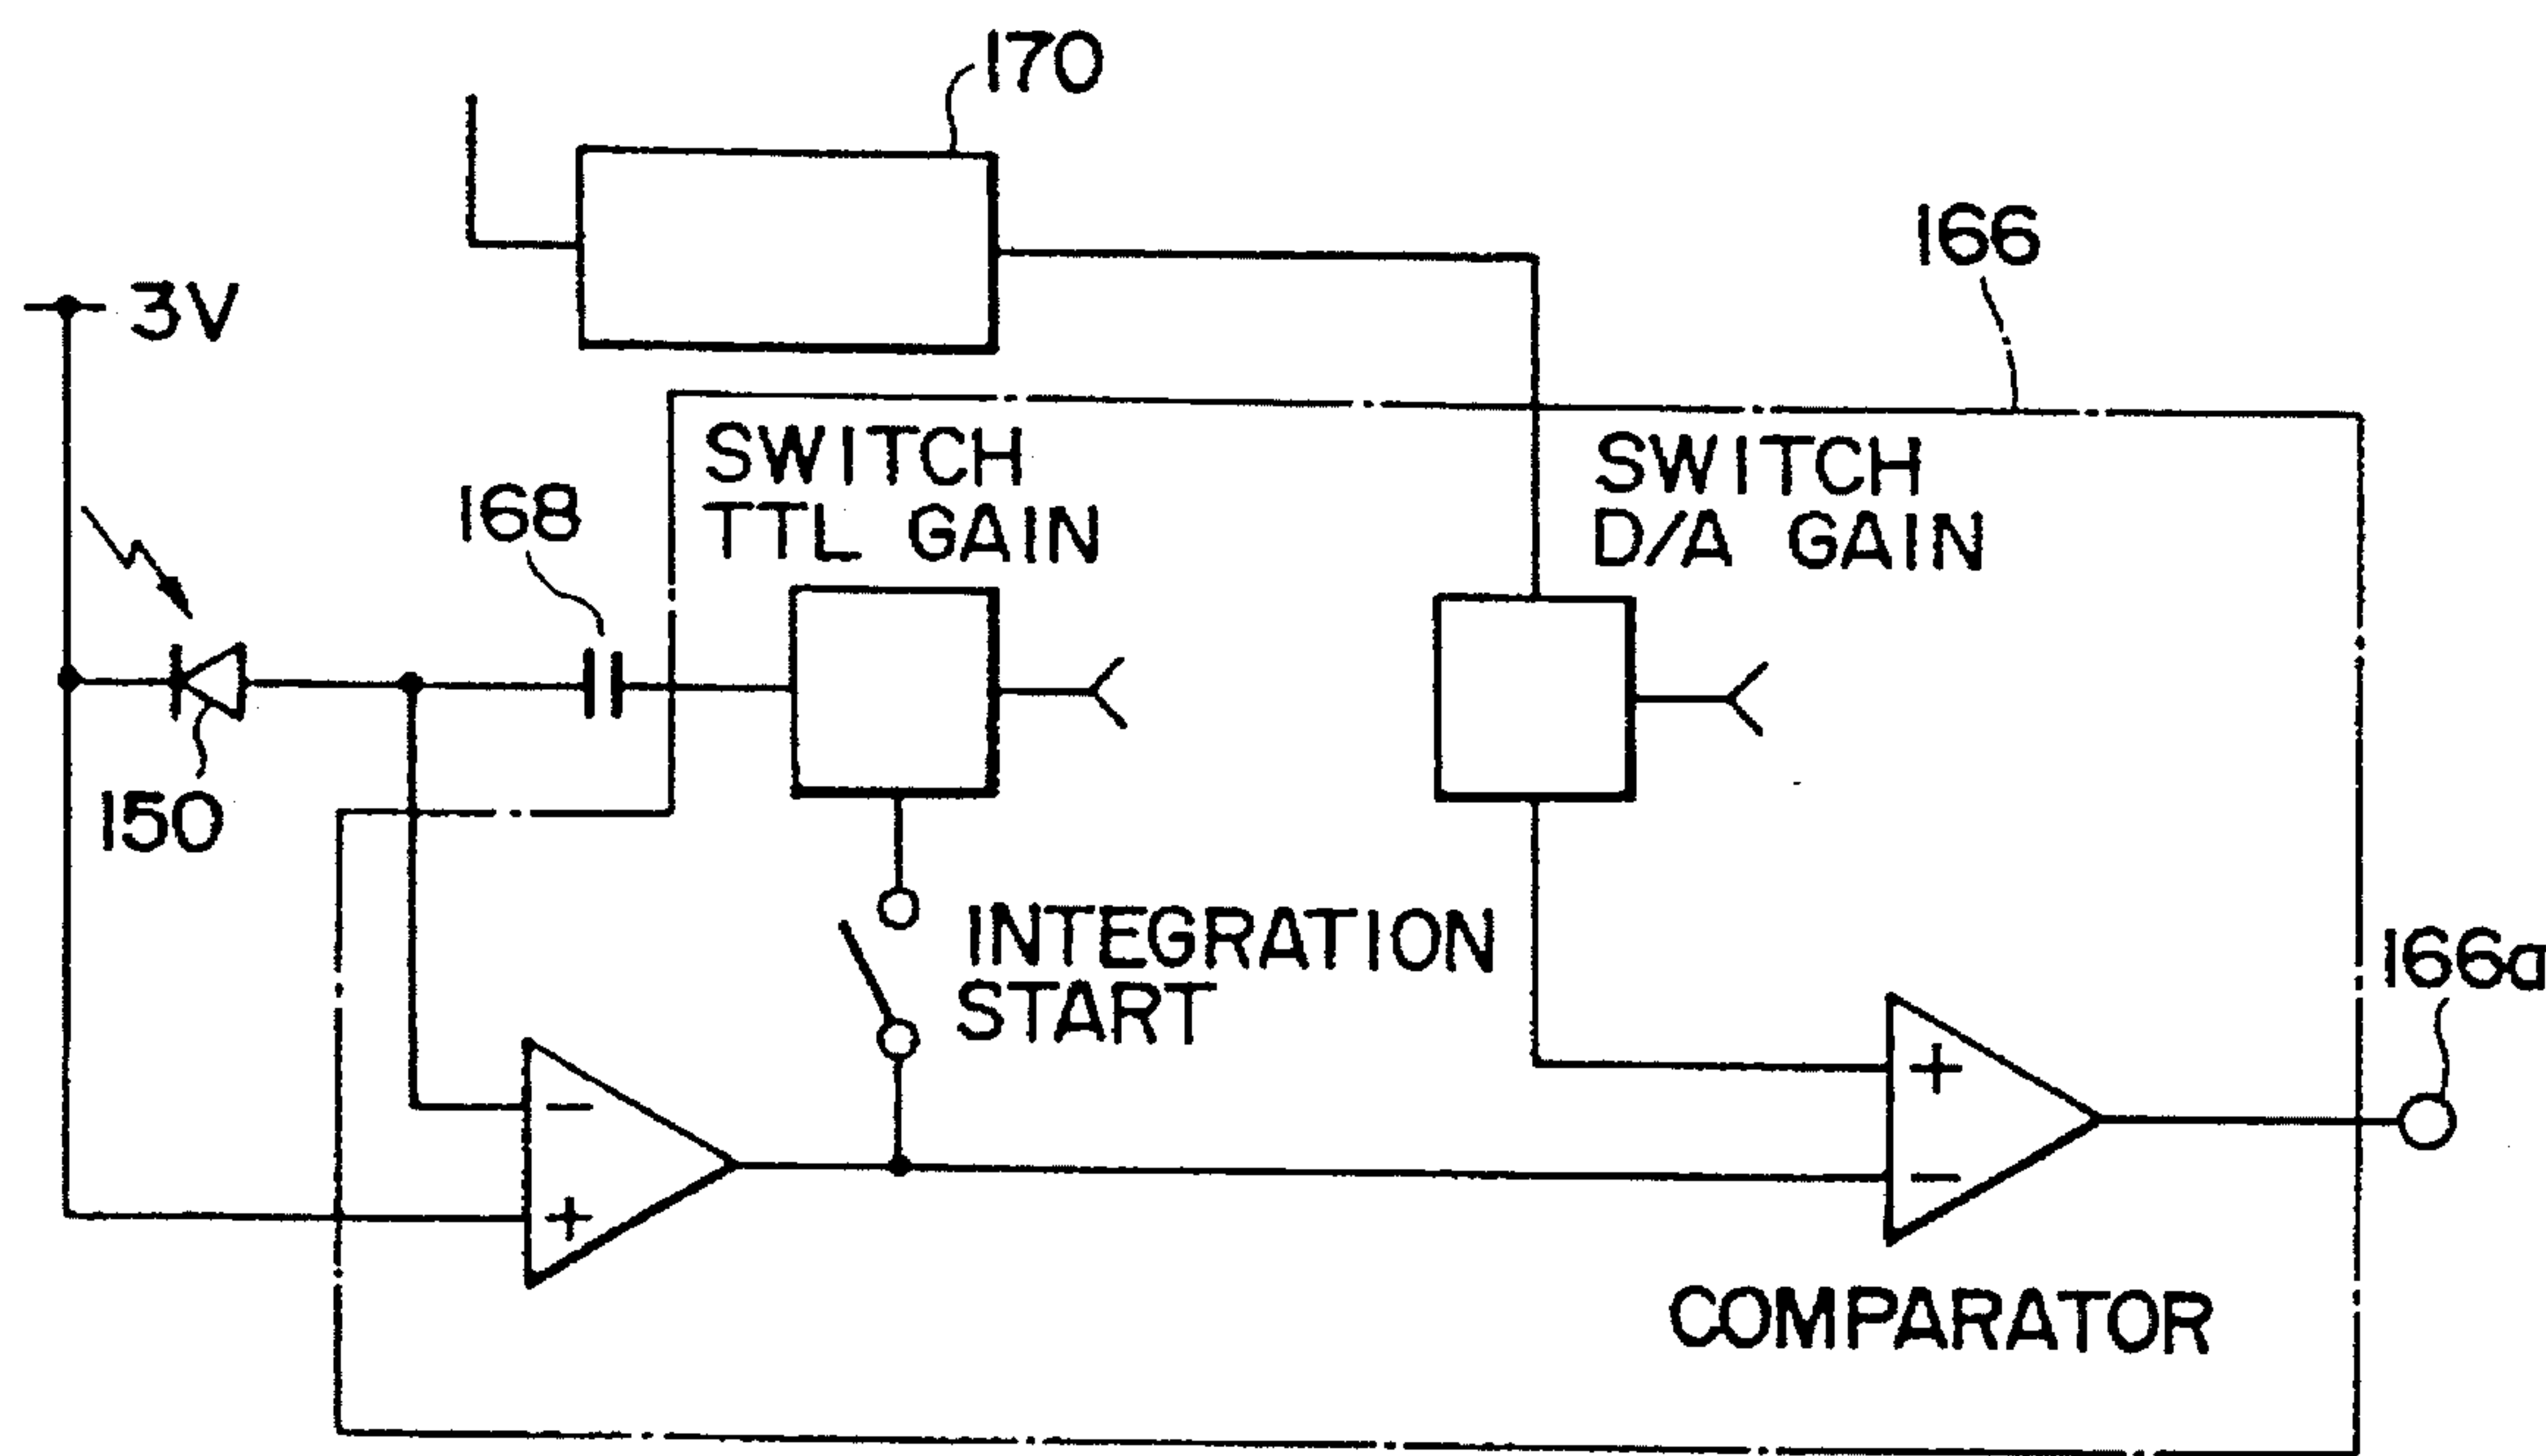 170
166
3V
SWITCH
TTL GAIN
SWITCH
D/A GAIN
168
150
INTEGRATION
START
166a
− +
+ −
COMPARATOR